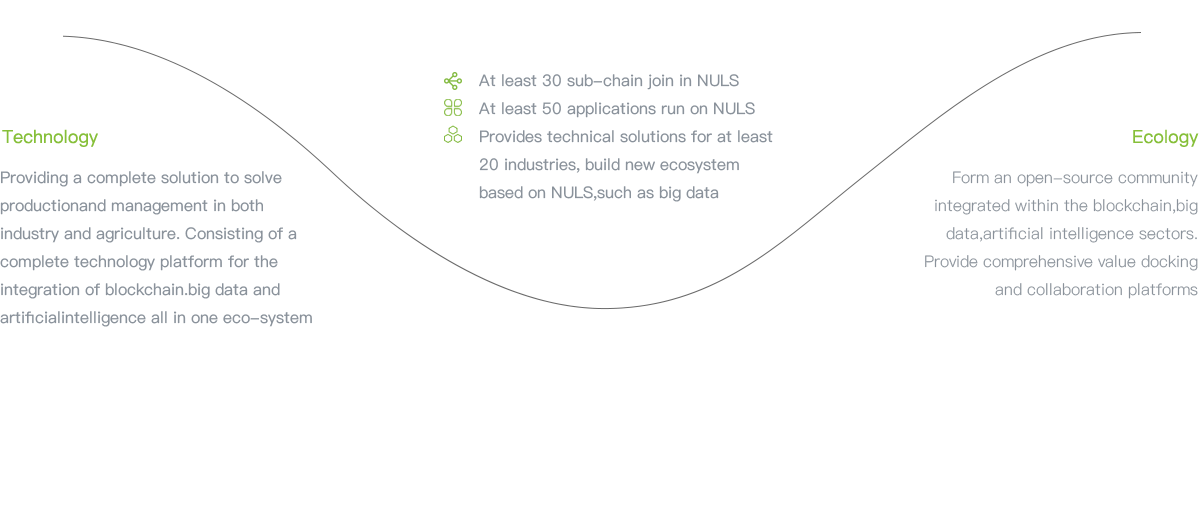 At least 30 sub-chain join in NULS
At least 50 applications run on NULS
Provides technical solutions for at least
20 industries, build new ecosystem
based on NULS,such as big data
Technology
Providing a complete solution to solve
productionand management in both
industry and agriculture. Consisting of a
complete technology platform for the
integration of blockchain.big data and
artificialintelligence all in one eco-system
Ecology
Form an open-source community
integrated within the blockchain,big
data,artificial intelligence sectors.
Provide comprehensive value docking
and collaboration platforms